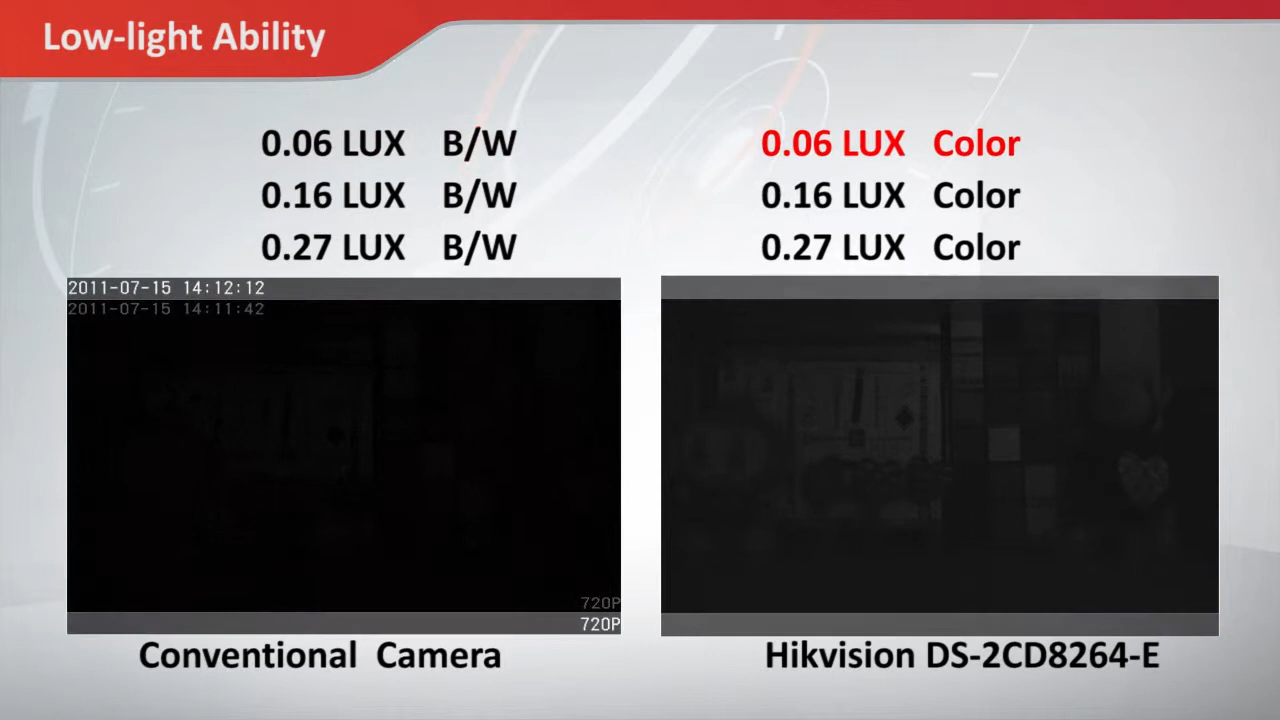 Low-light Ability
0.06 LUX B/W
0.16 LUX B/W
0.27 LUX B/W
0.06 LUX Color
0.16 LUX Color
0.27 LUX Color
2011-07-15 14:12:12
2011-07-15 14:11:42
720P
720P
Conventional Camera
Hikvision DS-2CD8264-E